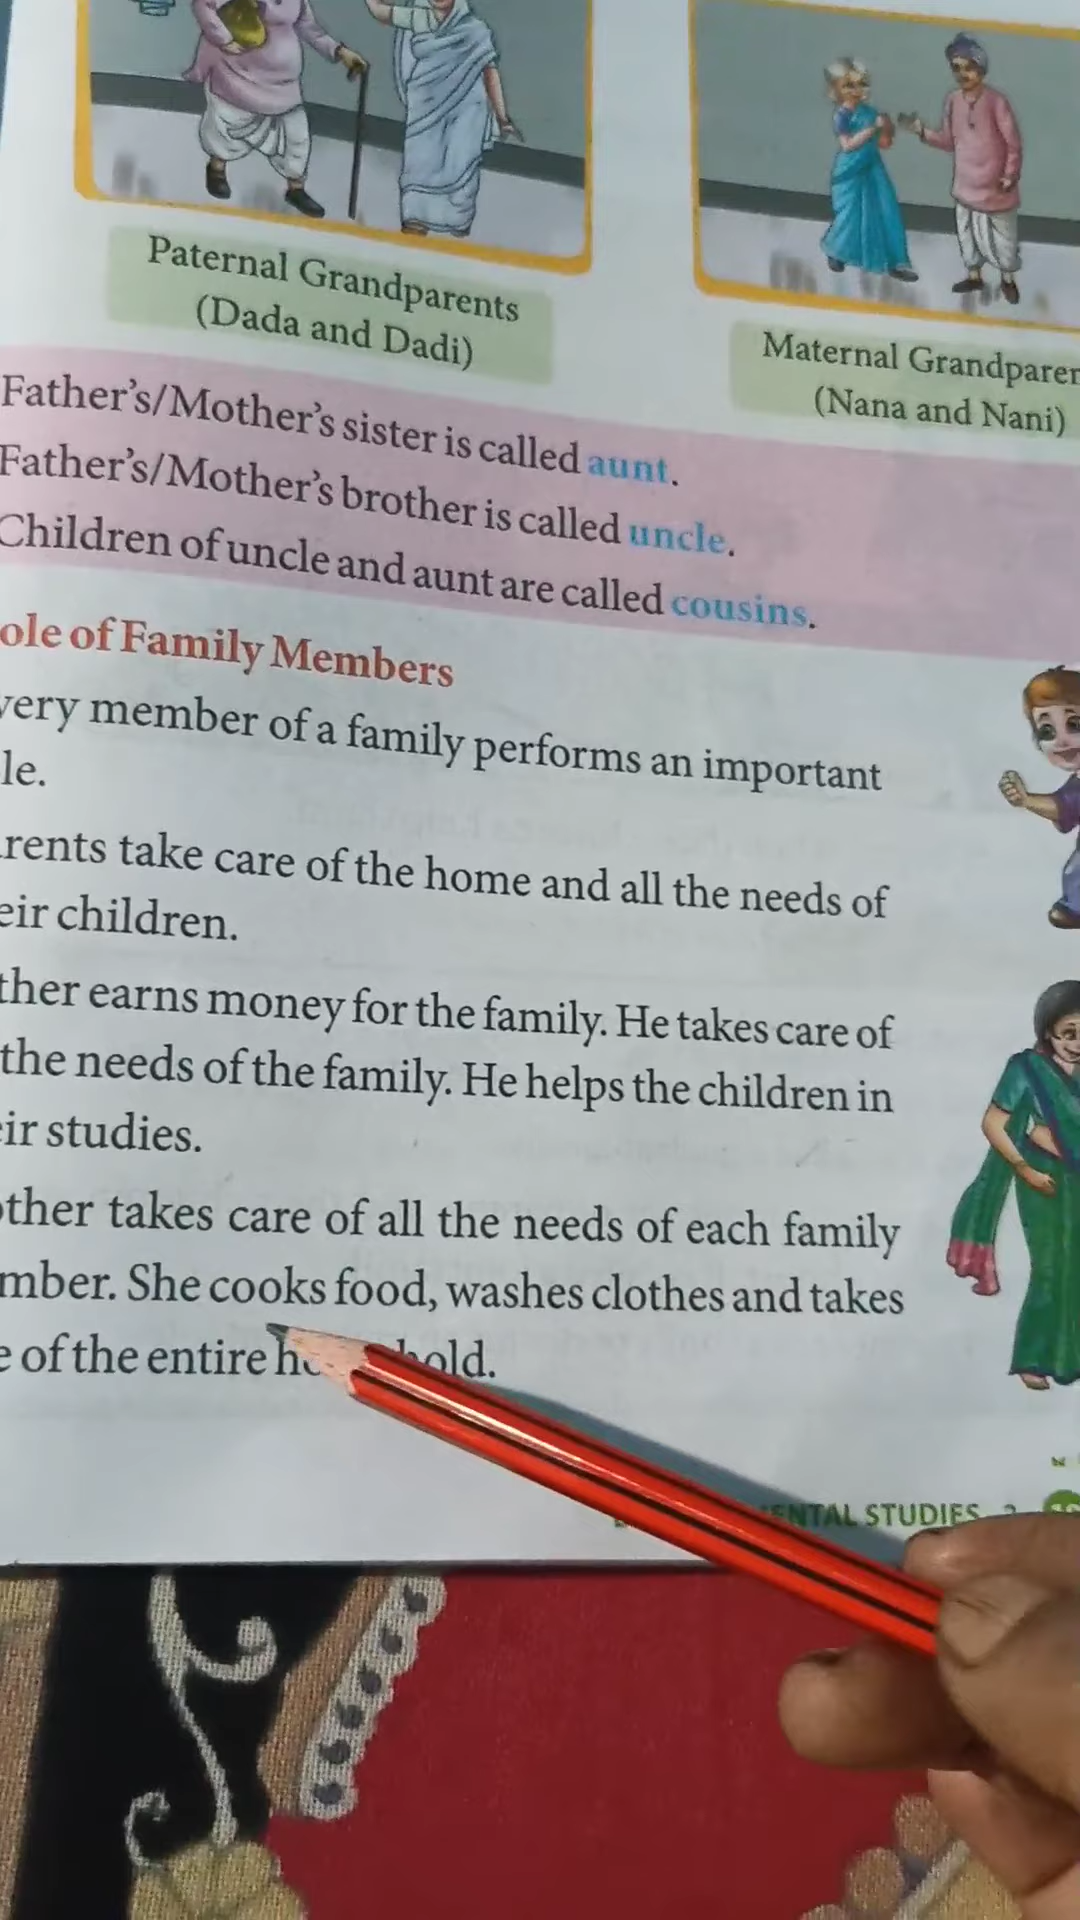 Paternal Grandparents
(Dada and Dadi)
Maternal Grandparen
(Nana and Nani)
Father's/Mother's sister is called aunt.
Father's/Mother's brother is called uncle.
Children of uncle and aunt are called cousins.
ole of Family Members
very member of a family performs an important
le.
rents take care of the home and all the needs of
eir children.
ther earns money for the family. He takes care of
the needs of the family. He helps the children in
eir studies.
other takes care of all the needs of each family
mber. She cooks food, washes clothes and takes
e of the entire ho hold.
ENTAL STUDIES